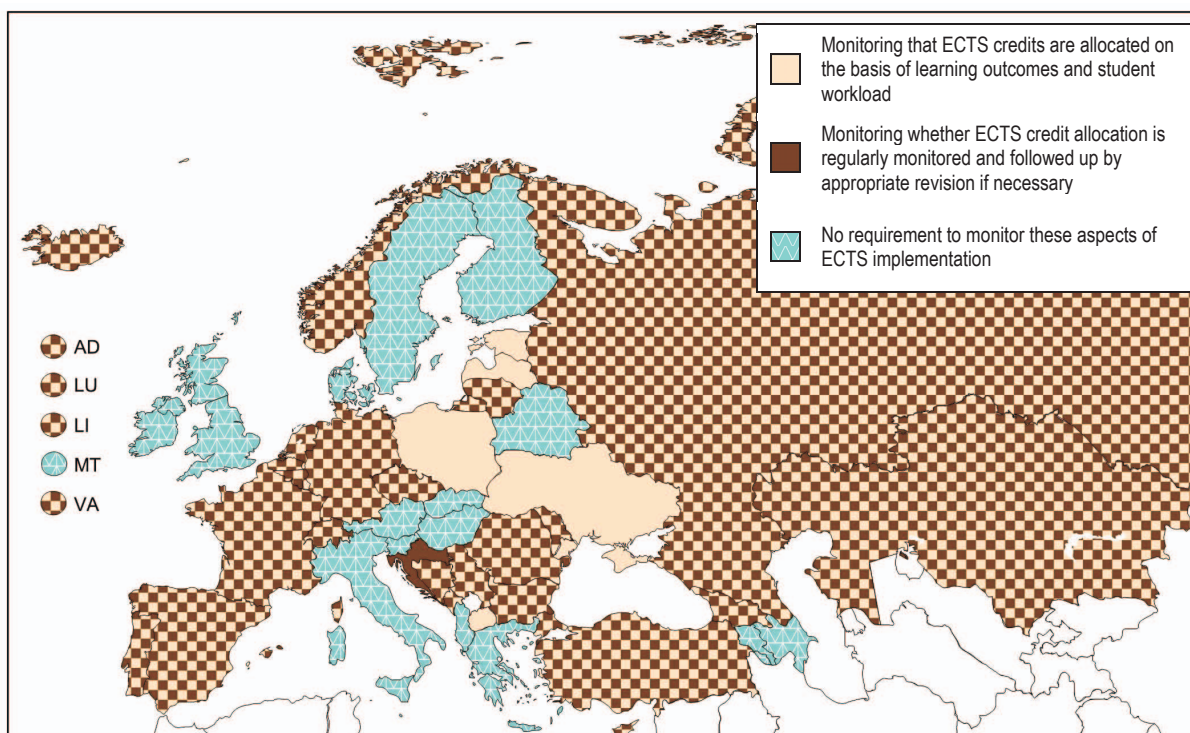 Monitoring that ECTS credits are allocated on
the basis of learning outcomes and student
workload
Monitoring whether ECTS credit allocation is
regularly monitored and followed up by
appropriate revision if necessary
No requirement to monitor these aspects of
ECTS implementation
AD
LU
LI
MT
VA